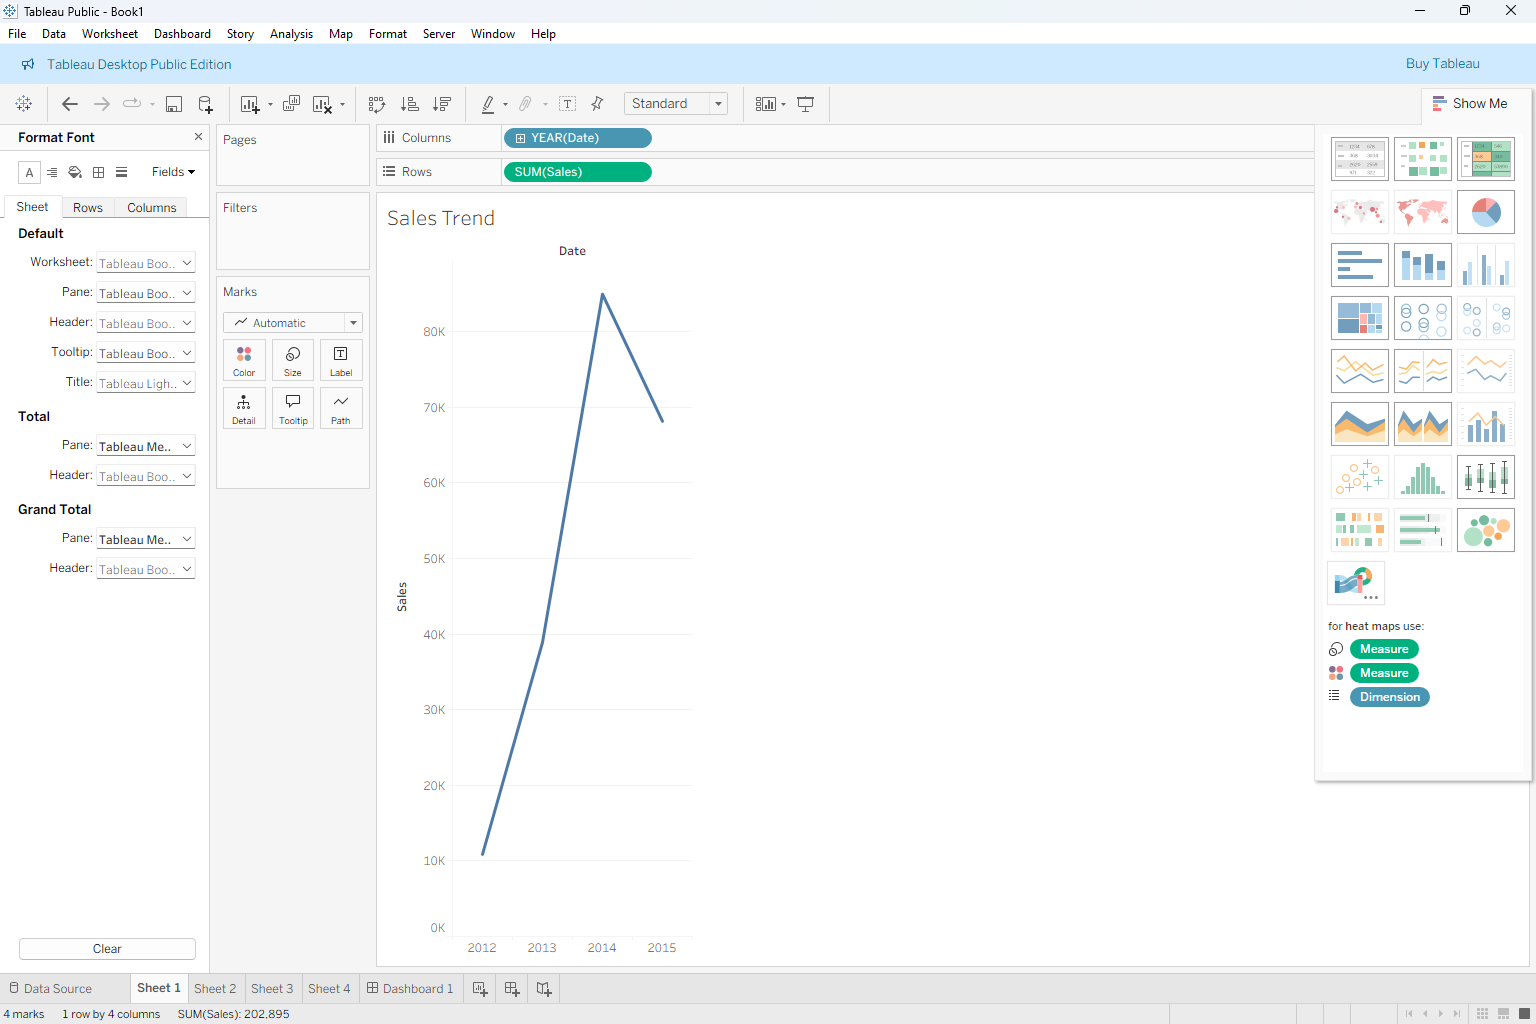 Tableau Public - Book1
File Data Worksheet Dashboard Story Analysis Map Format Server Window Help
Tableau Desktop Public Edition
Buy Tableau
Standard
Show Me
Format Font
Fields
Sheet Rows Columns
Default
Worksheet: Tableau Boo..
Pane: Tableau Boo..
Header: Tableau Boo..
Tooltip: Tableau Boo..
Title: Tableau Ligh..
Total
Pane: Tableau Me..
Header: Tableau Boo..
Grand Total
Pane: Tableau Me..
Header: Tableau Boo..
Clear
Pages
Filters
Marks
Automatic
Color Size Label
Detail Tooltip Path
Columns YEAR(Date)
Rows SUM(Sales)
Sales Trend
Date
80K
70K
60K
50K
40K
30K
20K
10K
0K
Sales
2012 2013 2014 2015
for heat maps use:
Measure
Measure
Dimension
Data Source Sheet 1 Sheet 2 Sheet 3 Sheet 4 Dashboard 1
4 marks 1 row by 4 columns SUM(Sales): 202,895